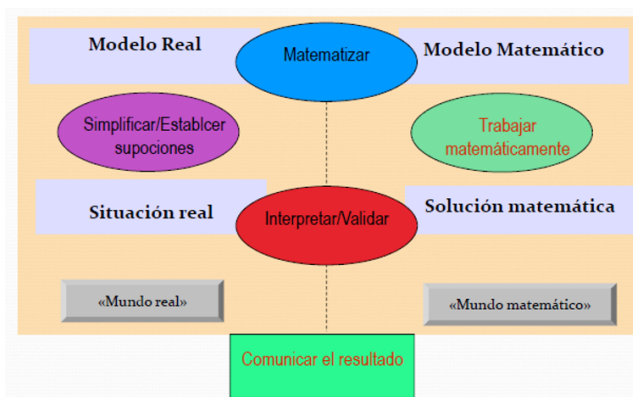 Modelo Real
Matematizar
Modelo Matemático
Simplificar/Establcer
supociones
Trabajar
matemáticamente
Situación real
Interpretar/Validar
Solución matemática
«Mundo real»
«Mundo matemático»
Comunicar el resultado